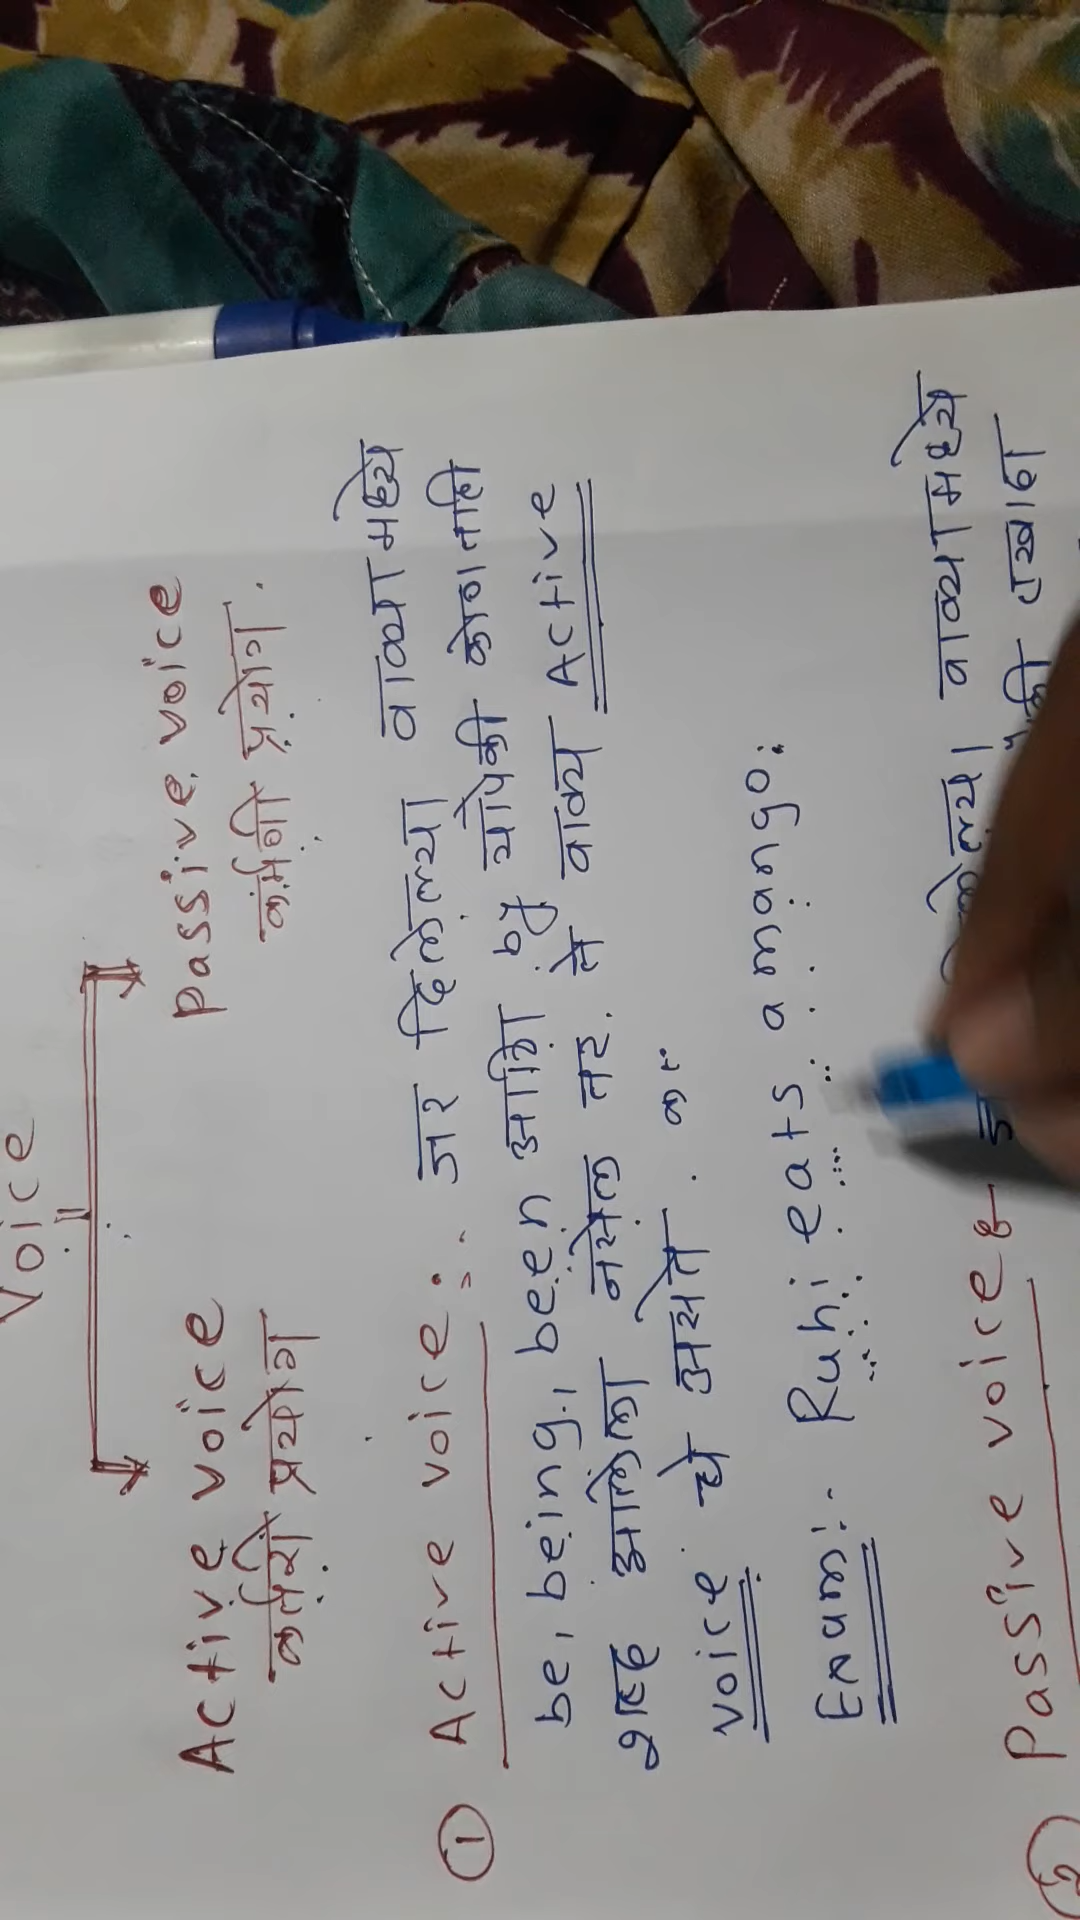 Voice
Active voice Passive voice
कर्तरी प्रयोग कर्मणी प्रयोग.
① Active voice :- जर दिलेल्या वाक्यामध्ये
be, being, been आणि by यापैकी कोणताही
शब्द आलेला नसेल तर ते वाक्य Active
voice चे असते.
Exam:- Ruhi eats a mango.
② Passive voice :- वाक्यामध्ये